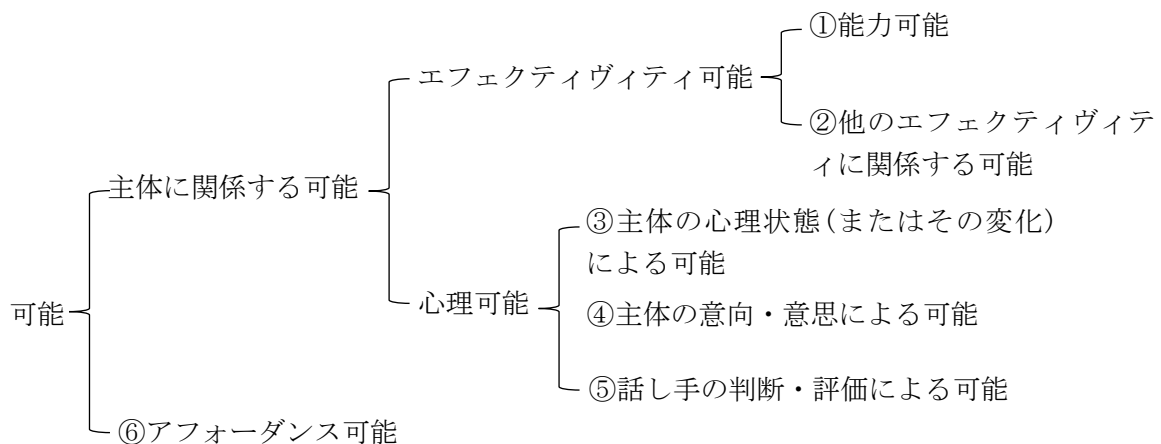 ①能力可能
エフェクティヴィティ可能
②他のエフェクティヴィテ
ィに関係する可能
主体に関係する可能
③主体の心理状態(またはその変化)
による可能
心理可能
可能
④主体の意向・意思による可能
⑤話し手の判断・評価による可能
⑥アフォーダンス可能